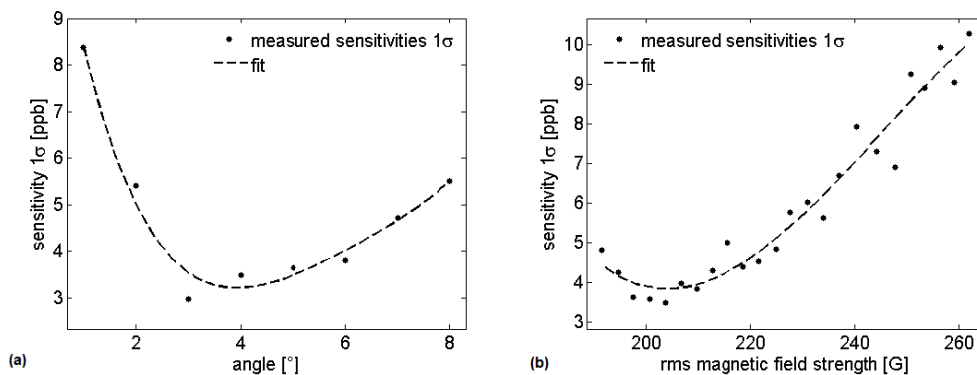 9
8
7
6
5
4
3
sensitivity 1σ [ppb]
measured sensitivities 1σ
fit
2 4 6 8
angle [°]
(a)
10
9
8
7
6
5
4
3
sensitivity 1σ [ppb]
measured sensitivities 1σ
fit
200 220 240 260
rms magnetic field strength [G]
(b)